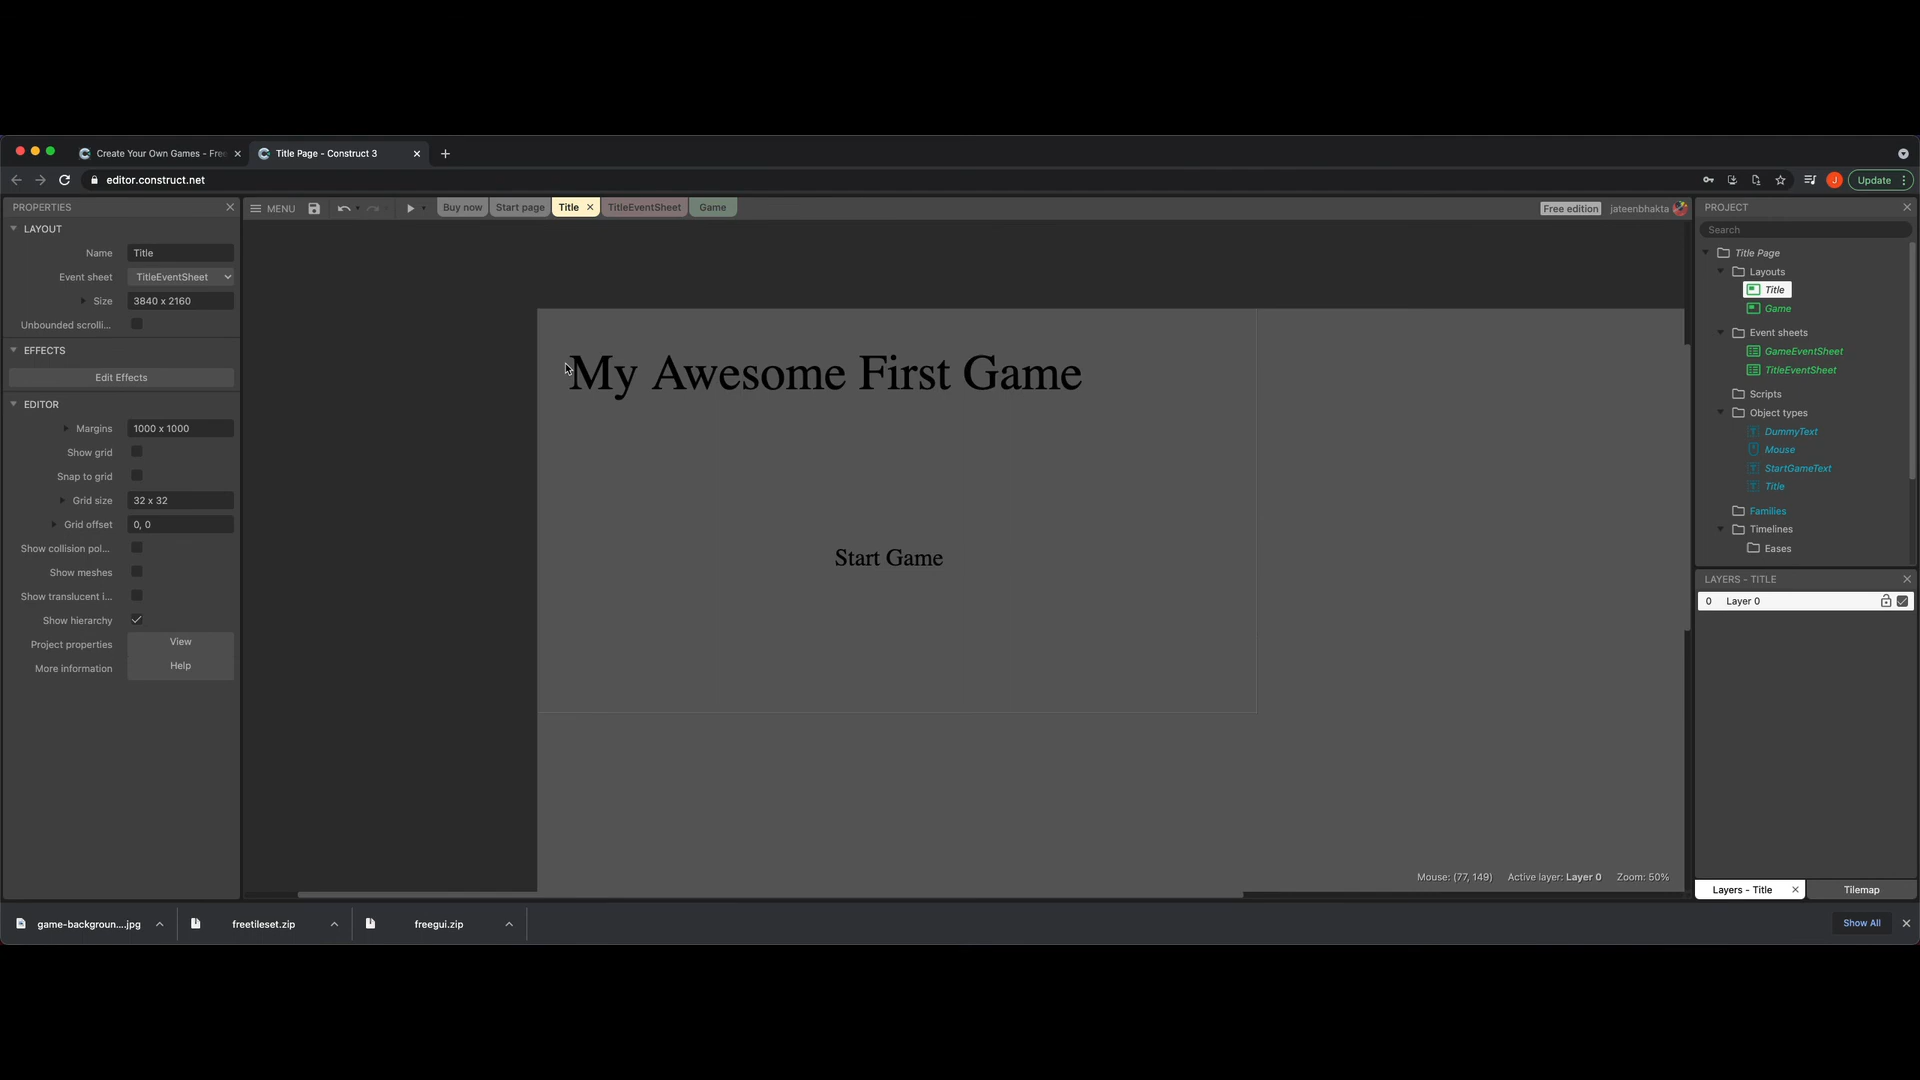 Create Your Own Games - Free
Title Page - Construct 3
editor.construct.net
Update
PROPERTIES
MENU
Buy now
Start page
Title
TitleEventSheet
Game
Free edition
jateenbhakta
PROJECT
LAYOUT
Name
Title
Event sheet
TitleEventSheet
Size
3840 x 2160
Unbounded scrolli...
EFFECTS
Edit Effects
EDITOR
Margins
1000 x 1000
Show grid
Snap to grid
Grid size
32 x 32
Grid offset
0, 0
Show collision pol...
Show meshes
Show translucent i...
Show hierarchy
Project properties
View
More information
Help
My Awesome First Game
Start Game
Mouse: (77, 149)
Active layer: Layer 0
Zoom: 50%
Search
Title Page
Layouts
Title
Game
Event sheets
GameEventSheet
TitleEventSheet
Scripts
Object types
DummyText
Mouse
StartGameText
Title
Families
Timelines
Eases
LAYERS - TITLE
0 Layer 0
Layers - Title
Tilemap
game-backgroun....jpg
freetileset.zip
freegui.zip
Show All